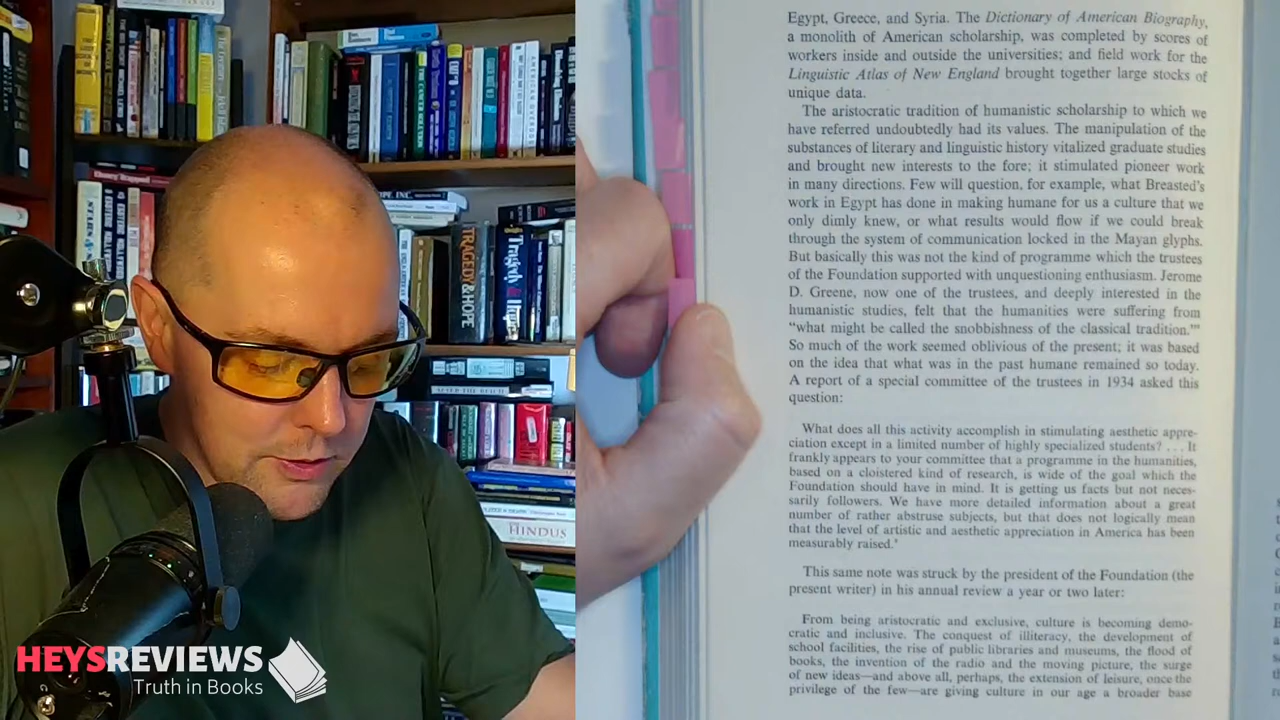 TRAGEDY
& HOPE
Tragedy
HINDUS
HEYSREVIEWS
Truth in Books
Egypt, Greece, and Syria. The Dictionary of American Biography,
a monolith of American scholarship, was completed by scores of
workers inside and outside the universities; and field work for the
Linguistic Atlas of New England brought together large stocks of
unique data.
The aristocratic tradition of humanistic scholarship to which we
have referred undoubtedly had its values. The manipulation of the
substances of literary and linguistic history vitalized graduate studies
and brought new interests to the fore; it stimulated pioneer work
in many directions. Few will question, for example, what Breasted's
work in Egypt has done in making humane for us a culture that we
only dimly knew, or what results would flow if we could break
through the system of communication locked in the Mayan glyphs.
But basically this was not the kind of programme which the trustees
of the Foundation supported with unquestioning enthusiasm. Jerome
D. Greene, now one of the trustees, and deeply interested in the
humanistic studies, felt that the humanities were suffering from
"what might be called the snobbishness of the classical tradition."
So much of the work seemed oblivious of the present; it was based
on the idea that what was in the past humane remained so today.
A report of a special committee of the trustees in 1934 asked this
question:
What does all this activity accomplish in stimulating aesthetic appre-
ciation except in a limited number of highly specialized students? . . . It
frankly appears to your committee that a programme in the humanities,
based on a cloistered kind of research, is wide of the goal which the
Foundation should have in mind. It is getting us facts but not neces-
sarily followers. We have more detailed information about a great
number of rather abstruse subjects, but that does not logically mean
that the level of artistic and aesthetic appreciation in America has been
measurably raised.
This same note was struck by the president of the Foundation (the
present writer) in his annual review a year or two later:
From being aristocratic and exclusive, culture is becoming demo-
cratic and inclusive. The conquest of illiteracy, the development of
school facilities, the rise of public libraries and museums, the flood of
books, the invention of the radio and the moving picture, the surge
of new ideas—and above all, perhaps, the extension of leisure, once the
privilege of the few—are giving culture in our age a broader base